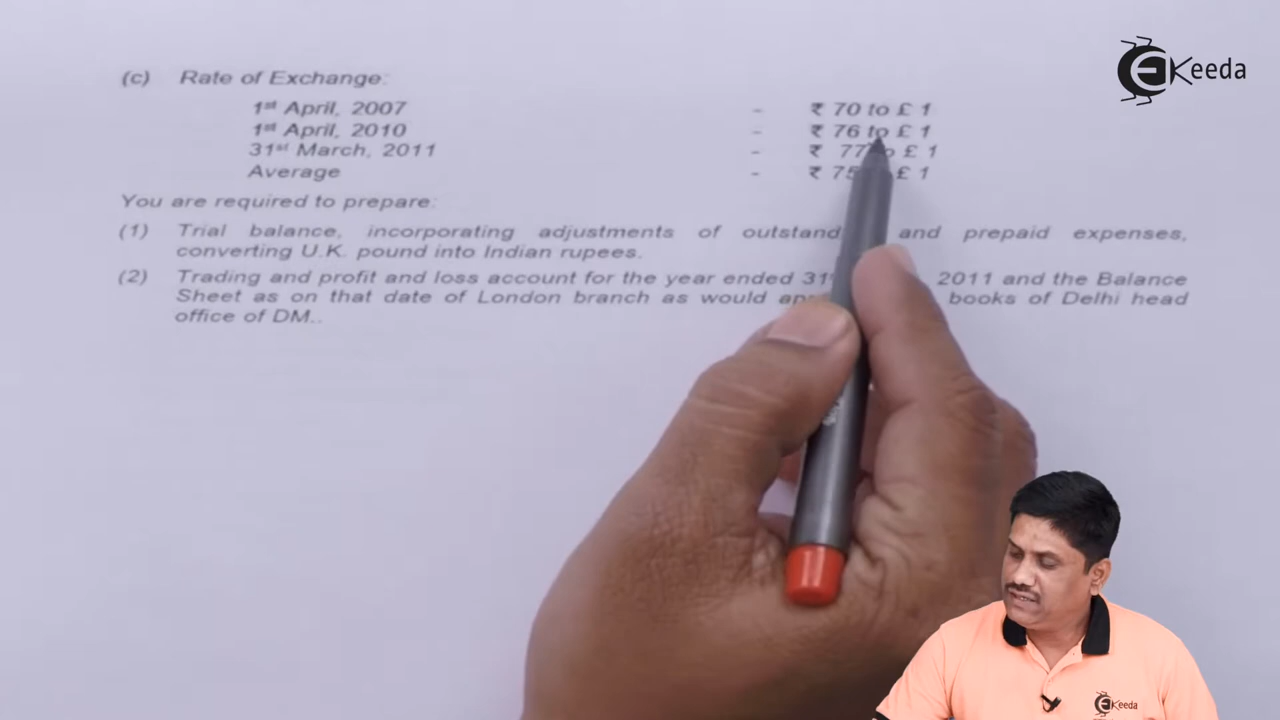 (c) Rate of Exchange:
1st April, 2007 - ₹ 70 to £ 1
1st April, 2010 - ₹ 76 to £ 1
31st March, 2011 - ₹ 77 £ 1
Average - ₹ 75 £ 1
You are required to prepare:
(1) Trial balance, incorporating adjustments of and prepaid expenses,
converting U.K. pound into Indian rupees.
(2) Trading and profit and loss account for the year ended 2011 and the Balance
Sheet as on that date of London branch as would books of Delhi head
office of DM..
EKeeda
EKeeda